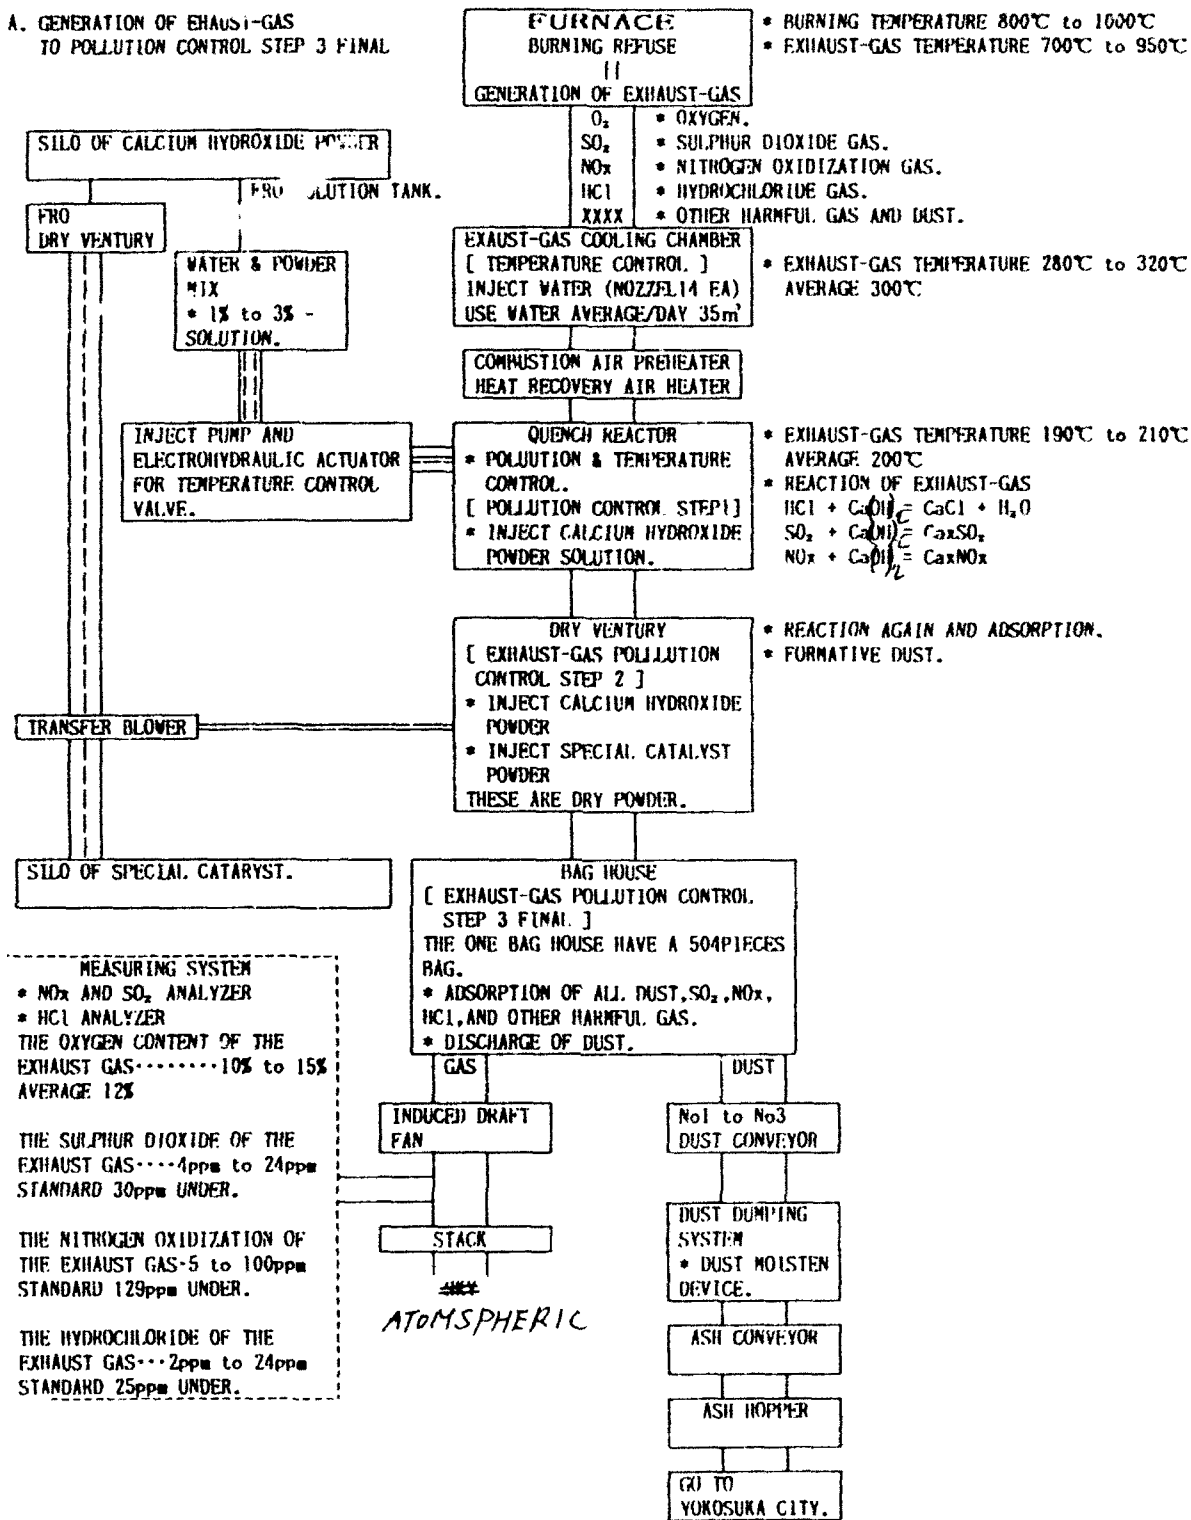 A. GENERATION OF EHAUST-GAS
TO POLLUTION CONTROL STEP 3 FINAL
FURNACE
BURNING REFUSE
||
GENERATION OF EXHAUST-GAS
* BURNING TEMPERATURE 800℃ to 1000℃
* EXHAUST-GAS TEMPERATURE 700℃ to 950℃
O₂ * OXYGEN.
SO₂ * SULPHUR DIOXIDE GAS.
NOx * NITROGEN OXIDIZATION GAS.
HCl * HYDROCHLORIDE GAS.
XXXX * OTHER HARMFUL GAS AND DUST.
SILO OF CALCIUM HYDROXIDE POWDER
FRO SOLUTION TANK.
FRO
DRY VENTURY
WATER & POWDER
MIX
* 1% to 3% -
SOLUTION.
EXAUST-GAS COOLING CHAMBER
[ TEMPERATURE CONTROL ]
INJECT WATER (NOZZEL14 EA)
USE WATER AVERAGE/DAY 35m³
* EXHAUST-GAS TEMPERATURE 280℃ to 320℃
AVERAGE 300℃
COMBUSTION AIR PREHEATER
HEAT RECOVERY AIR HEATER
INJECT PUMP AND
ELECTROHYDRAULIC ACTUATOR
FOR TEMPERATURE CONTROL
VALVE.
QUENCH REACTOR
* POLUUTION & TEMPERATURE
CONTROL.
[ POLLUTION CONTROL STEP1]
* INJECT CALCIUM HYDROXIDE
POWDER SOLUTION.
* EXHAUST-GAS TEMPERATURE 190℃ to 210℃
AVERAGE 200℃
* REACTION OF EXHAUST-GAS
HCl + Ca(OH)₂= CaCl + H₂O
SO₂ + Ca(OH)₂= CaxSO₂
NOx + Ca(OH)₂= CaxNOx
DRY VENTURY
[ EXHAUST-GAS POLLLUTION
CONTROL STEP 2 ]
* INJECT CALCIUM HYDROXIDE
POWDER
* INJECT SPECIAL CATALYST
POWDER
THESE ARE DRY POWDER.
* REACTION AGAIN AND ADSORPTION.
* FORMATIVE DUST.
TRANSFER BLOWER
SILO OF SPECIAL CATARYST.
BAG HOUSE
[ EXHAUST-GAS POLLUTION CONTROL
STEP 3 FINAL ]
THE ONE BAG HOUSE HAVE A 504PIECES
BAG.
* ADSORPTION OF ALL DUST,SO₂,NOx,
HCl,AND OTHER HARMFUL GAS.
* DISCHARGE OF DUST.
GAS
DUST
MEASURING SYSTEM
* NOx AND SO₂ ANALYZER
* HCl ANALYZER
THE OXYGEN CONTENT OF THE
EXHAUST GAS········10% to 15%
AVERAGE 12%
THE SULPHUR DIOXIDE OF THE
EXHAUST GAS····4ppm to 24ppm
STANDARD 30ppm UNDER.
THE NITROGEN OXIDIZATION OF
THE EXHAUST GAS·5 to 100ppm
STANDARD 129ppm UNDER.
THE HYDROCHLORIDE OF THE
EXHAUST GAS···2ppm to 24ppm
STANDARD 25ppm UNDER.
INDUCED DRAFT
FAN
STACK
ATOMSPHERIC
No1 to No3
DUST CONVEYOR
DUST DUMPING
SYSTEM
* DUST MOISTEN
DEVICE.
ASH CONVEYOR
ASH HOPPER
GO TO
YOKOSUKA CITY.